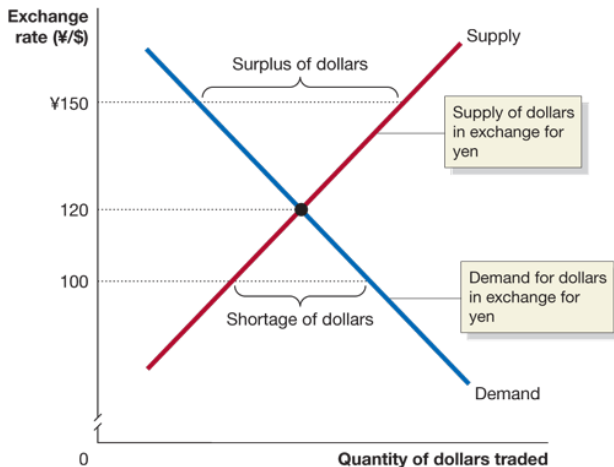 Exchange
rate (¥/$)
Supply
Surplus of dollars
¥150
Supply of dollars
in exchange for
yen
120
100
Demand for dollars
in exchange for
yen
Shortage of dollars
Demand
0
Quantity of dollars traded